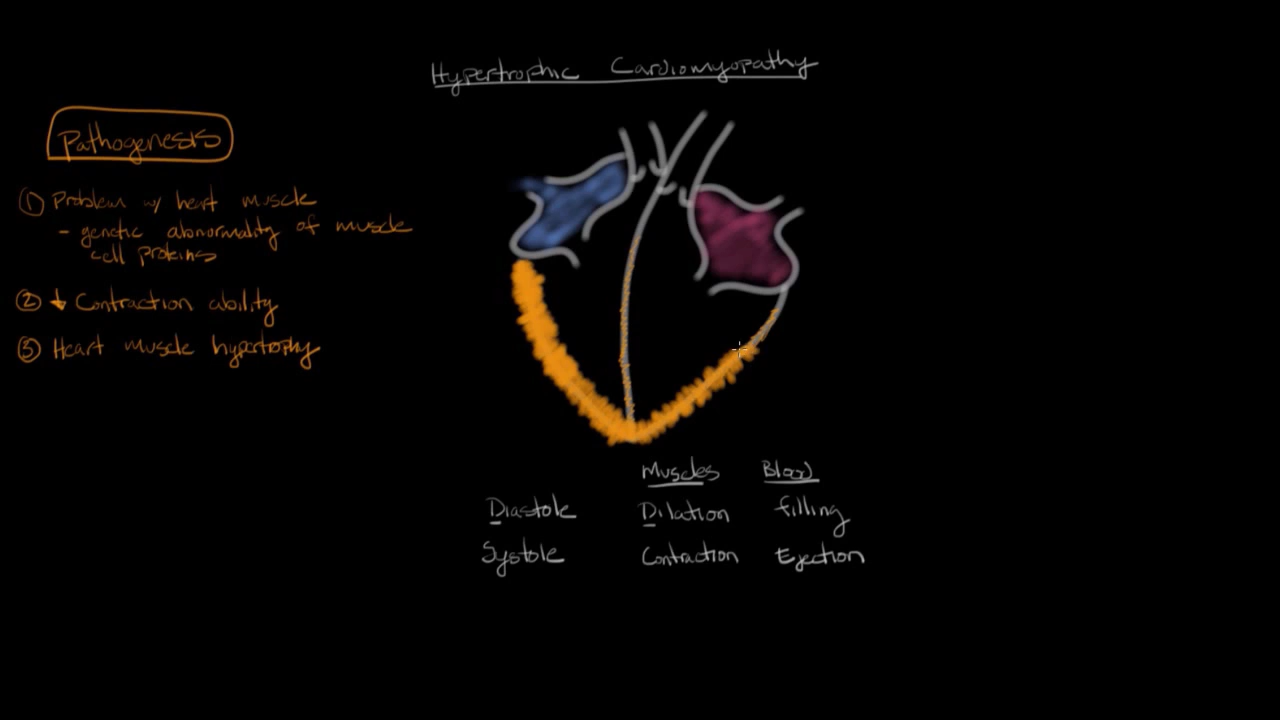 Hypertrophic Cardiomyopathy
Pathogenesis
① Problem w/ heart muscle
- genetic abnormality of muscle
cell proteins
② ↓ Contraction ability
③ Heart Muscle hypertrophy
Muscles Blood
Diastole Dilation filling
Systole Contraction Ejection